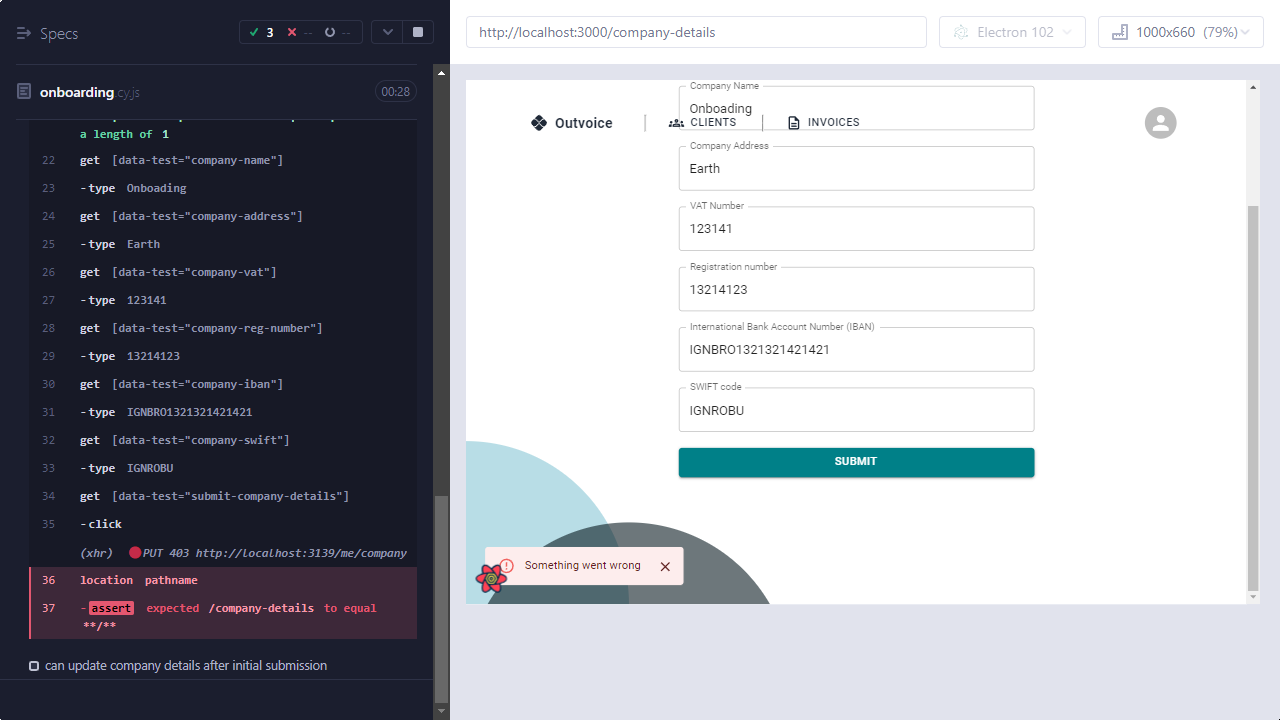 Specs
3
--
--
onboarding.cy.js
00:28
a length of 1
22 get [data-test="company-name"]
23 -type Onboading
24 get [data-test="company-address"]
25 -type Earth
26 get [data-test="company-vat"]
27 -type 123141
28 get [data-test="company-reg-number"]
29 -type 13214123
30 get [data-test="company-iban"]
31 -type IGNBRO1321321421421
32 get [data-test="company-swift"]
33 -type IGNROBU
34 get [data-test="submit-company-details"]
35 -click
(xhr) PUT 403 http://localhost:3139/me/company
36 location pathname
37 -assert expected /company-details to equal
**/**
can update company details after initial submission
http://localhost:3000/company-details
Electron 102
1000x660 (79%)
Company Name
Onboading
Outvoice
CLIENTS
INVOICES
Company Address
Earth
VAT Number
123141
Registration number
13214123
International Bank Account Number (IBAN)
IGNBRO1321321421421
SWIFT code
IGNROBU
SUBMIT
Something went wrong